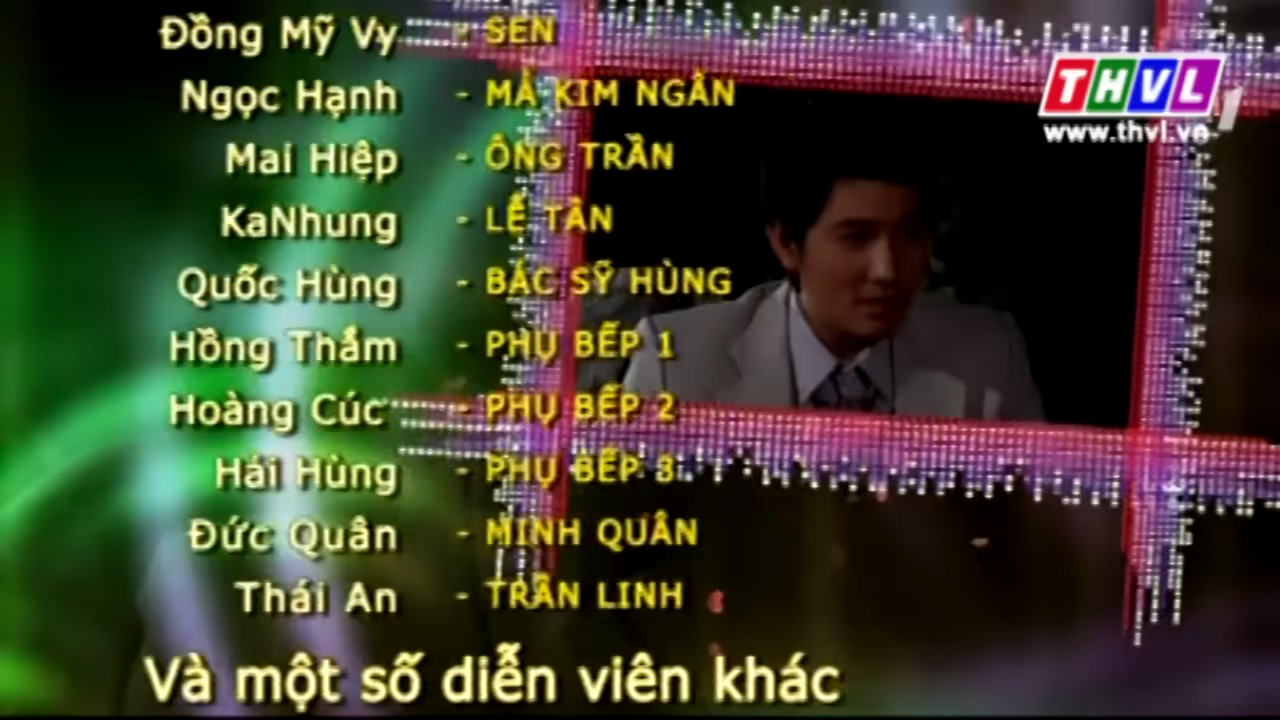 Đồng Mỹ Vy - SEN
Ngọc Hạnh - MÃ KIM NGÂN
Mai Hiệp - ÔNG TRẦN
KaNhung - LỄ TÂN
Quốc Hùng - BÁC SỸ HÙNG
Hồng Thắm - PHỤ BẾP 1
Hoàng Cúc - PHỤ BẾP 2
Hải Hùng - PHỤ BẾP 3
Đức Quân - MINH QUÂN
Thái An - TRẦN LINH
Và một số diễn viên khác
THVL1
www.thvl.vn